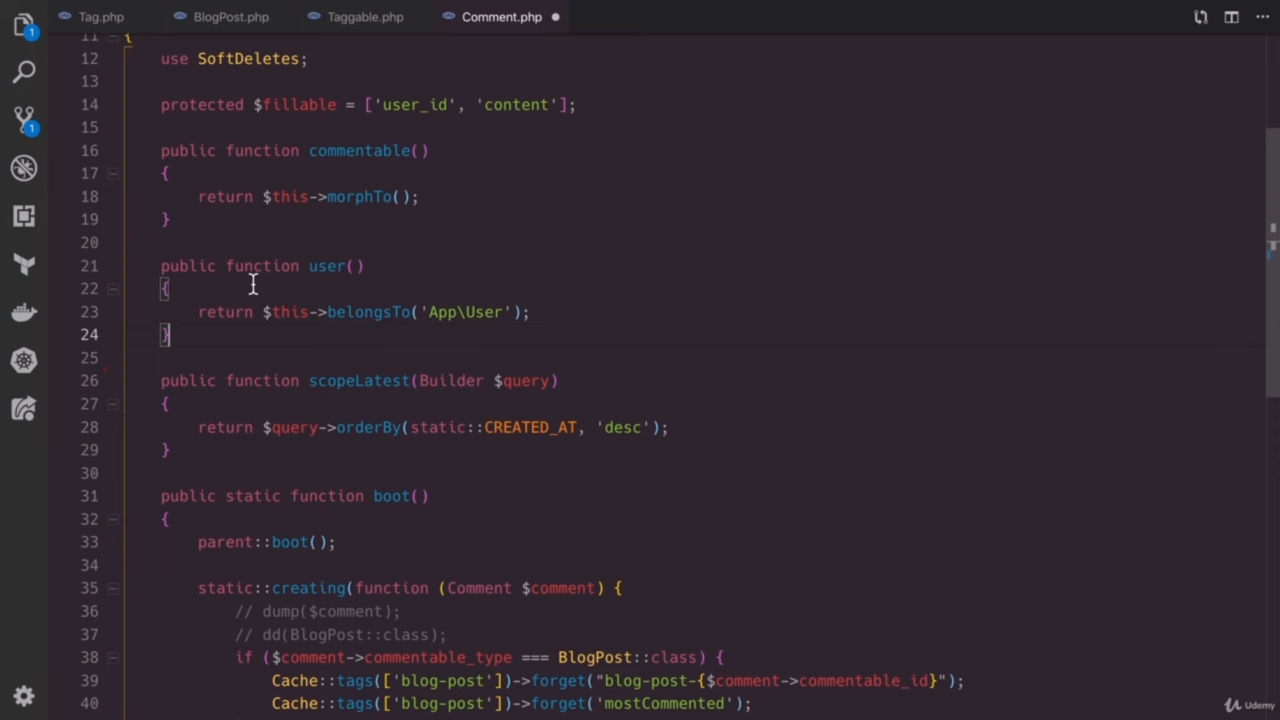 Tag.php BlogPost.php Taggable.php Comment.php
1
1
11 {
12 use SoftDeletes;
13
14 protected $fillable = ['user_id', 'content'];
15
16 public function commentable()
17 {
18 return $this->morphTo();
19 }
20
21 public function user()
22 {
23 return $this->belongsTo('App\User');
24 }
25
26 public function scopeLatest(Builder $query)
27 {
28 return $query->orderBy(static::CREATED_AT, 'desc');
29 }
30
31 public static function boot()
32 {
33 parent::boot();
34
35 static::creating(function (Comment $comment) {
36 // dump($comment);
37 // dd(BlogPost::class);
38 if ($comment->commentable_type === BlogPost::class) {
39 Cache::tags(['blog-post'])->forget("blog-post-{$comment->commentable_id}");
40 Cache::tags(['blog-post'])->forget('mostCommented');
Udemy